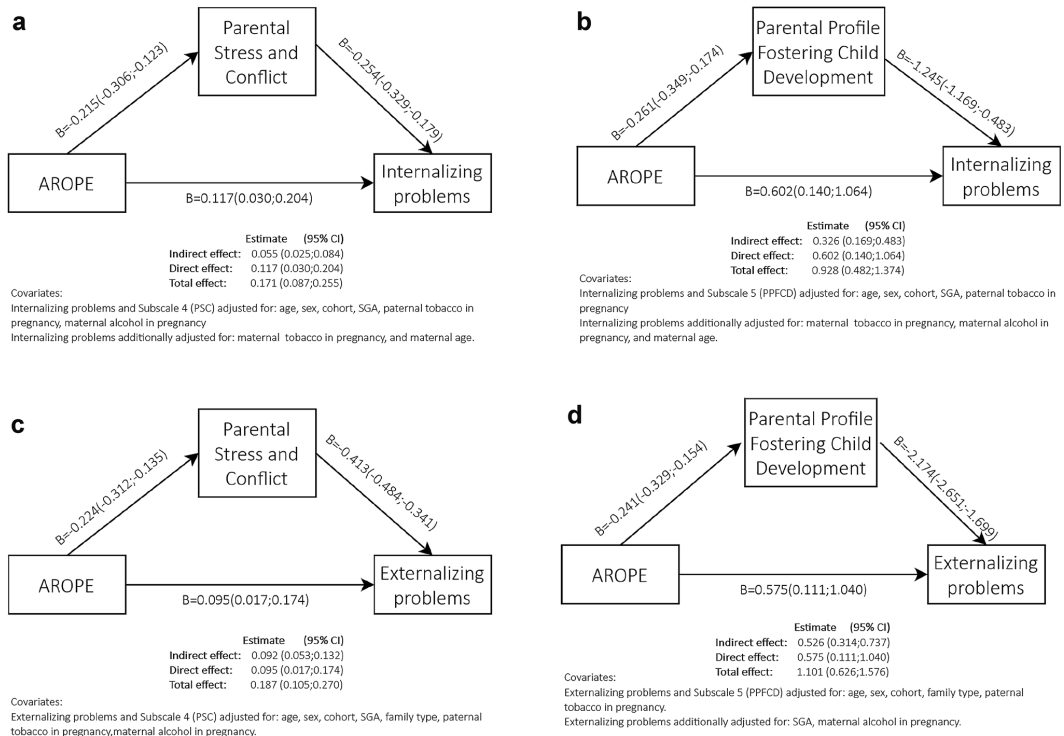 a
Parental
Stress and
Conflict
B=-0.215(-0.306;-0.123)
B=-0.254(-0.329;-0.179)
AROPE
Internalizing
problems
B=0.117(0.030;0.204)
Estimate (95% CI)
Indirect effect: 0.055 (0.025;0.084)
Direct effect: 0.117 (0.030;0.204)
Total effect: 0.171 (0.087;0.255)
Covariates:
Internalizing problems and Subscale 4 (PSC) adjusted for: age, sex, cohort, SGA, paternal tobacco in
pregnancy, maternal alcohol in pregnancy
Internalizing problems additionally adjusted for: maternal tobacco in pregnancy, and maternal age.
b
Parental Profile
Fostering Child
Development
B=-0.261(-0.349;-0.174)
B=-1.245(-1.169;-0.483)
AROPE
Internalizing
problems
B=0.602(0.140;1.064)
Estimate (95% CI)
Indirect effect: 0.326 (0.169;0.483)
Direct effect: 0.602 (0.140;1.064)
Total effect: 0.928 (0.482;1.374)
Covariates:
Internalizing problems and Subscale 5 (PPFCD) adjusted for: age, sex, cohort, SGA, paternal tobacco in
pregnancy
Internalizing problems additionally adjusted for: maternal tobacco in pregnancy, maternal alcohol in
pregnancy, and maternal age.
c
Parental
Stress and
Conflict
B=-0.224(-0.312;-0.135)
B=-0.413(-0.484;-0.341)
AROPE
Externalizing
problems
B=0.095(0.017;0.174)
Estimate (95% CI)
Indirect effect: 0.092 (0.053;0.132)
Direct effect: 0.095 (0.017;0.174)
Total effect: 0.187 (0.105;0.270)
Covariates:
Externalizing problems and Subscale 4 (PSC) adjusted for: age, sex, cohort, SGA, family type, paternal
tobacco in pregnancy,maternal alcohol in pregnancy.
d
Parental Profile
Fostering Child
Development
B=-0.241(-0.329;-0.154)
B=-2.174(-2.651;-1.699)
AROPE
Externalizing
problems
B=0.575(0.111;1.040)
Estimate (95% CI)
Indirect effect: 0.526 (0.314;0.737)
Direct effect: 0.575 (0.111;1.040)
Total effect: 1.101 (0.626;1.576)
Covariates:
Externalizing problems and Subscale 5 (PPFCD) adjusted for: age, sex, cohort, family type, paternal
tobacco in pregnancy.
Externalizing problems additionally adjusted for: SGA, maternal alcohol in pregnancy.